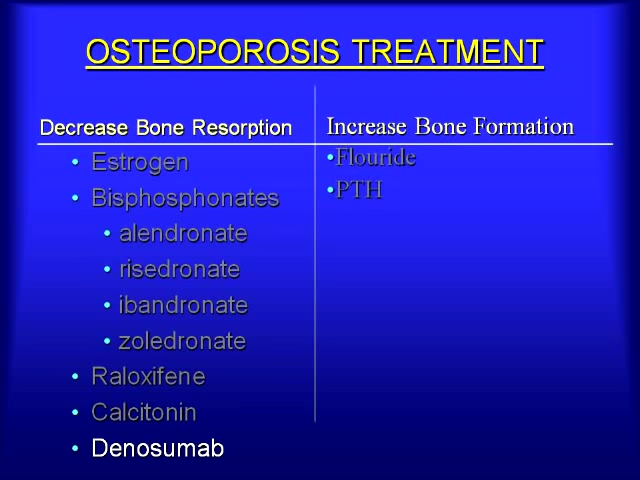 OSTEOPOROSIS TREATMENT
Decrease Bone Resorption
• Estrogen
• Bisphosphonates
• alendronate
• risedronate
• ibandronate
• zoledronate
• Raloxifene
• Calcitonin
• Denosumab
Increase Bone Formation
•Flouride
•PTH